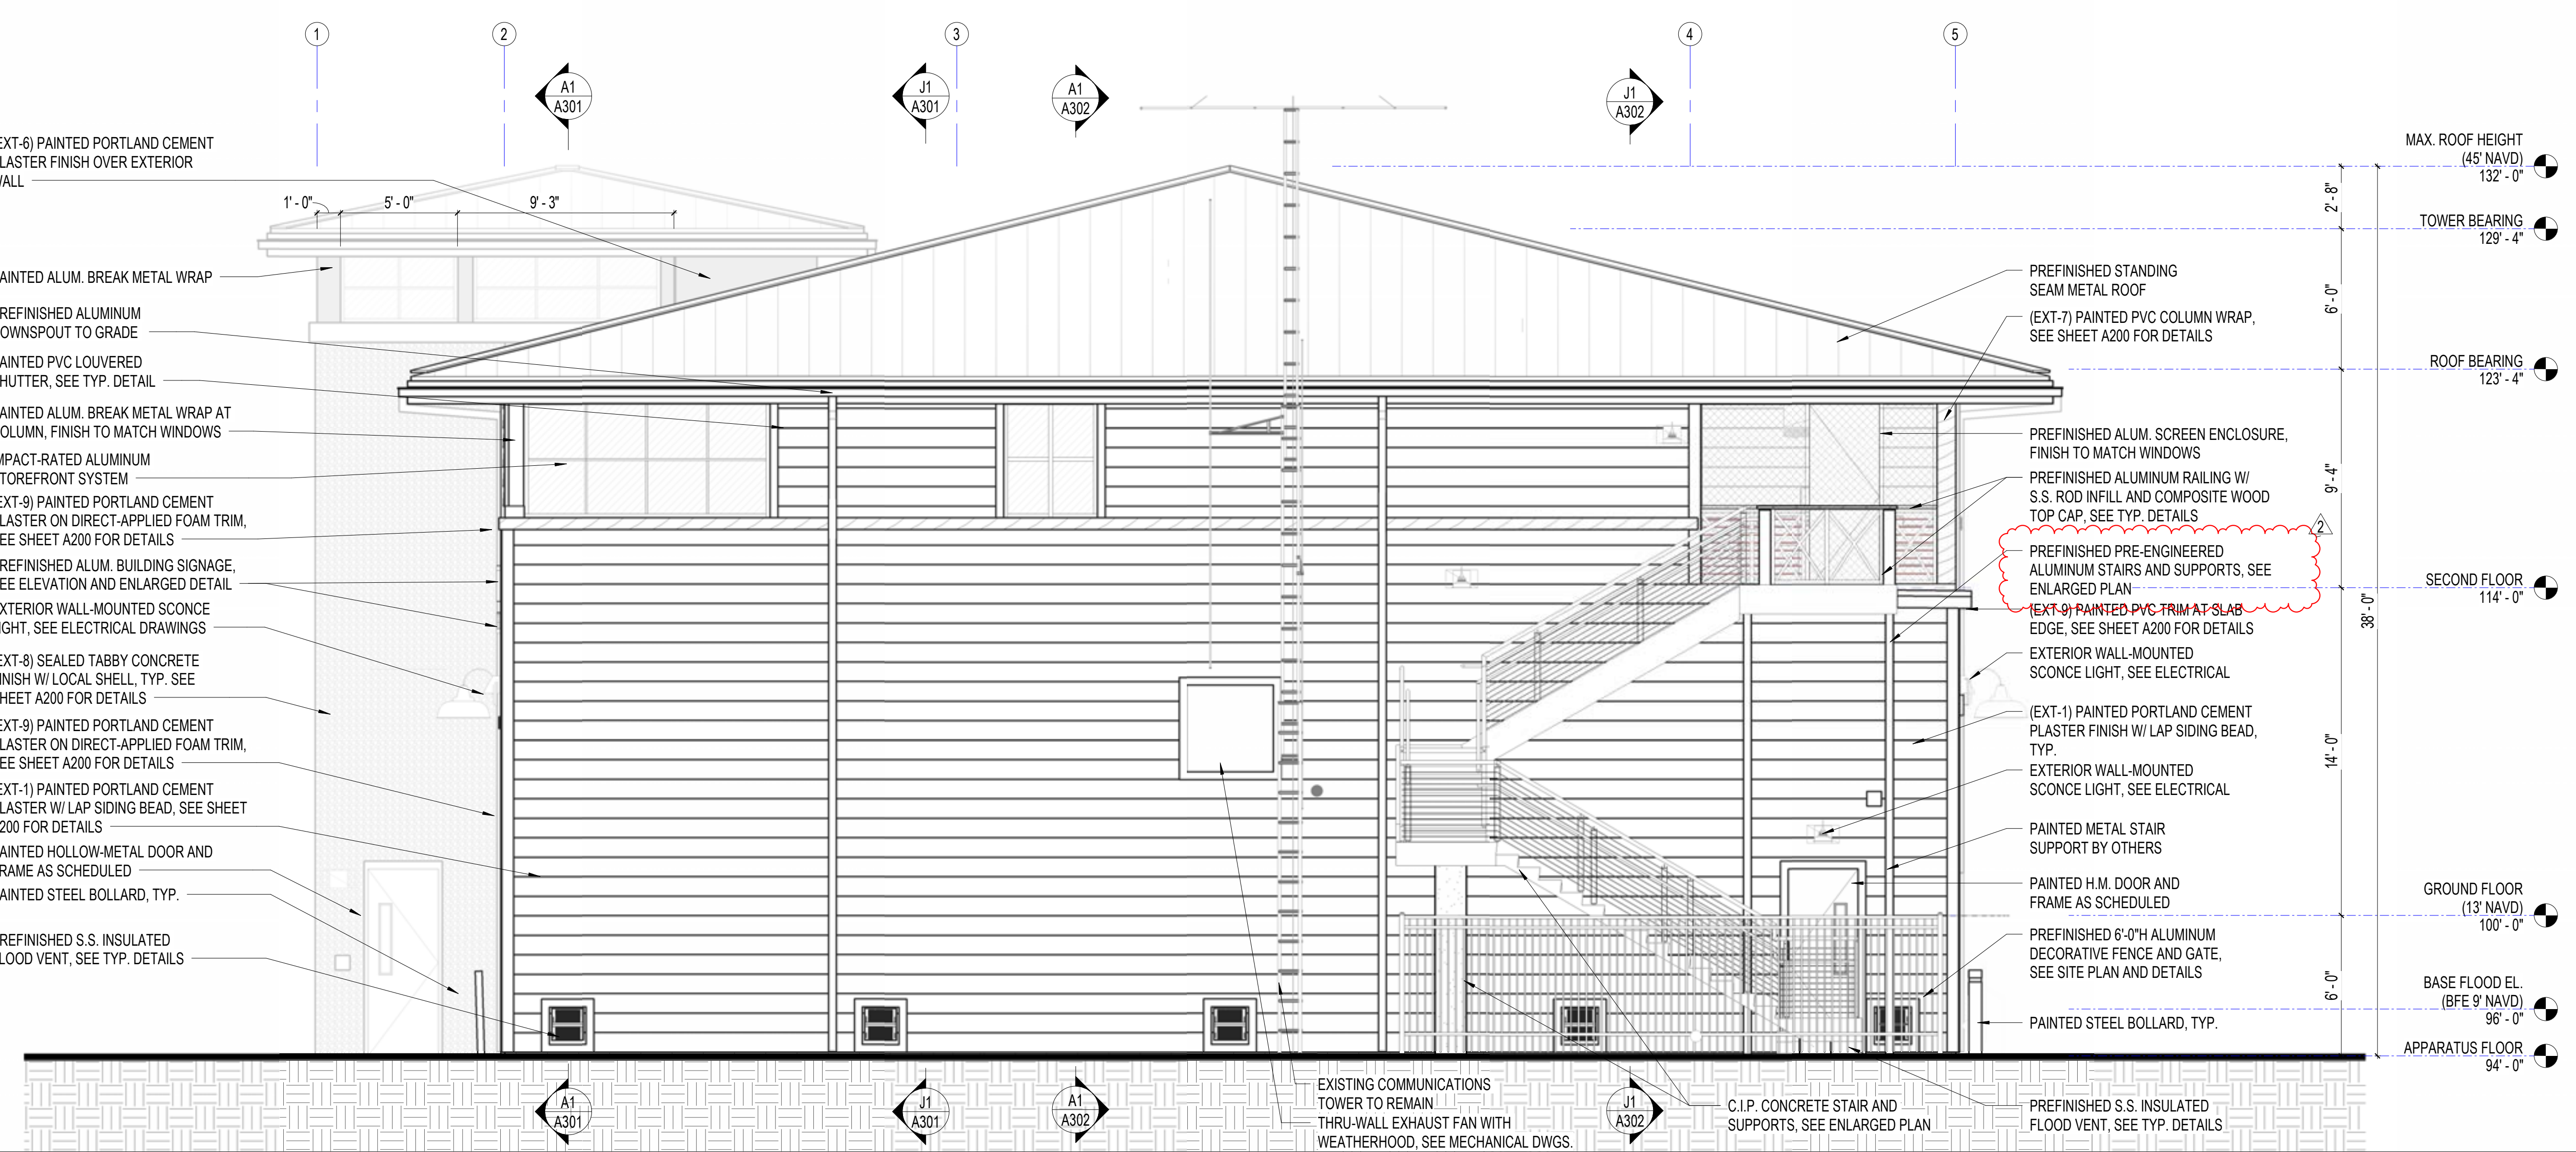 1
2
3
4
5
A1
A301
J1
A301
A1
A302
J1
A302
EXT-6) PAINTED PORTLAND CEMENT
LASTER FINISH OVER EXTERIOR
ALL
1' - 0"
5' - 0"
9' - 3"
AINTED ALUM. BREAK METAL WRAP
REFINISHED ALUMINUM
OWNSPOUT TO GRADE
AINTED PVC LOUVERED
HUTTER, SEE TYP. DETAIL
AINTED ALUM. BREAK METAL WRAP AT
OLUMN, FINISH TO MATCH WINDOWS
MPACT-RATED ALUMINUM
TOREFRONT SYSTEM
EXT-9) PAINTED PORTLAND CEMENT
LASTER ON DIRECT-APPLIED FOAM TRIM,
EE SHEET A200 FOR DETAILS
REFINISHED ALUM. BUILDING SIGNAGE,
EE ELEVATION AND ENLARGED DETAIL
XTERIOR WALL-MOUNTED SCONCE
IGHT, SEE ELECTRICAL DRAWINGS
EXT-8) SEALED TABBY CONCRETE
INISH W/ LOCAL SHELL, TYP. SEE
HEET A200 FOR DETAILS
EXT-9) PAINTED PORTLAND CEMENT
LASTER ON DIRECT-APPLIED FOAM TRIM,
EE SHEET A200 FOR DETAILS
EXT-1) PAINTED PORTLAND CEMENT
LASTER W/ LAP SIDING BEAD, SEE SHEET
200 FOR DETAILS
AINTED HOLLOW-METAL DOOR AND
RAME AS SCHEDULED
AINTED STEEL BOLLARD, TYP.
REFINISHED S.S. INSULATED
LOOD VENT, SEE TYP. DETAILS
PREFINISHED STANDING
SEAM METAL ROOF
(EXT-7) PAINTED PVC COLUMN WRAP,
SEE SHEET A200 FOR DETAILS
PREFINISHED ALUM. SCREEN ENCLOSURE,
FINISH TO MATCH WINDOWS
PREFINISHED ALUMINUM RAILING W/
S.S. ROD INFILL AND COMPOSITE WOOD
TOP CAP, SEE TYP. DETAILS
2
PREFINISHED PRE-ENGINEERED
ALUMINUM STAIRS AND SUPPORTS, SEE
ENLARGED PLAN
(EXT-9) PAINTED PVC TRIM AT SLAB
EDGE, SEE SHEET A200 FOR DETAILS
EXTERIOR WALL-MOUNTED
SCONCE LIGHT, SEE ELECTRICAL
(EXT-1) PAINTED PORTLAND CEMENT
PLASTER FINISH W/ LAP SIDING BEAD,
TYP.
EXTERIOR WALL-MOUNTED
SCONCE LIGHT, SEE ELECTRICAL
PAINTED METAL STAIR
SUPPORT BY OTHERS
PAINTED H.M. DOOR AND
FRAME AS SCHEDULED
PREFINISHED 6'-0"H ALUMINUM
DECORATIVE FENCE AND GATE,
SEE SITE PLAN AND DETAILS
PAINTED STEEL BOLLARD, TYP.
2' - 8"
6' - 0"
9' - 4"
14' - 0"
6' - 0"
38' - 0"
MAX. ROOF HEIGHT
(45' NAVD)
132' - 0"
TOWER BEARING
129' - 4"
ROOF BEARING
123' - 4"
SECOND FLOOR
114' - 0"
GROUND FLOOR
(13' NAVD)
100' - 0"
BASE FLOOD EL.
(BFE 9' NAVD)
96' - 0"
APPARATUS FLOOR
94' - 0"
A1
A301
J1
A301
A1
A302
EXISTING COMMUNICATIONS
TOWER TO REMAIN
THRU-WALL EXHAUST FAN WITH
WEATHERHOOD, SEE MECHANICAL DWGS.
J1
A302
C.I.P. CONCRETE STAIR AND
SUPPORTS, SEE ENLARGED PLAN
PREFINISHED S.S. INSULATED
FLOOD VENT, SEE TYP. DETAILS